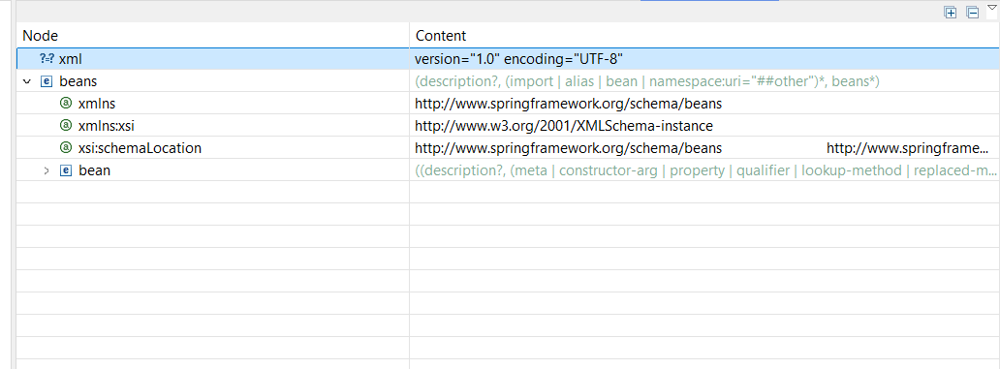 Node Content
?-? xml version="1.0" encoding="UTF-8"
e beans (description?, (import | alias | bean | namespace:uri="##other")*, beans*)
a xmlns http://www.springframework.org/schema/beans
a xmlns:xsi http://www.w3.org/2001/XMLSchema-instance
a xsi:schemaLocation http://www.springframework.org/schema/beans http://www.springframe...
e bean ((description?, (meta | constructor-arg | property | qualifier | lookup-method | replaced-m...